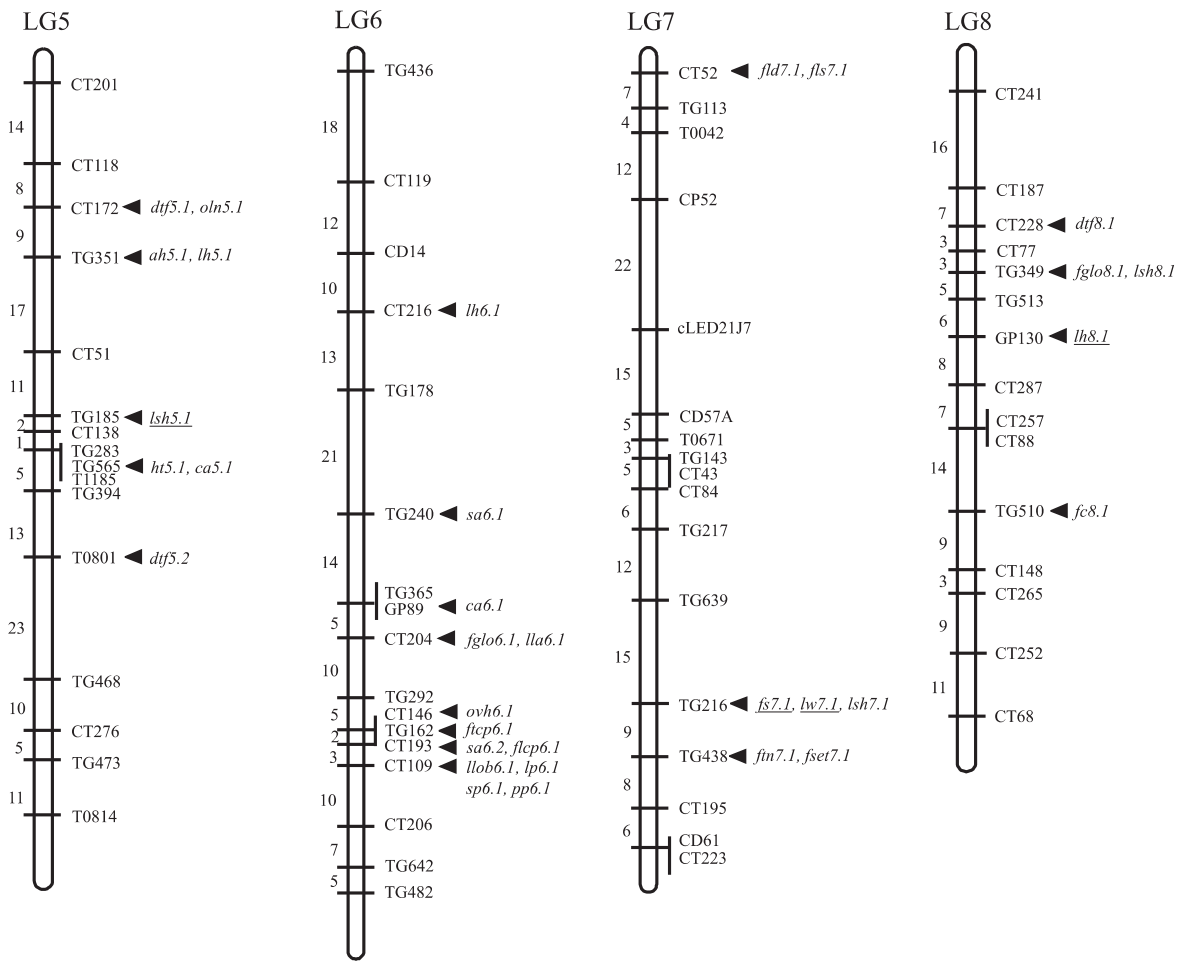 LG5
CT201
14
CT118
8
CT172 dtf5.1, oln5.1
9
TG351 ah5.1, lh5.1
17
CT51
11
TG185 lsh5.1
2
CT138
1
TG283
TG565 ht5.1, ca5.1
5
T1185
TG394
13
T0801 dtf5.2
23
TG468
10
CT276
5
TG473
11
T0814
LG6
TG436
18
CT119
12
CD14
10
CT216 lh6.1
13
TG178
21
TG240 sa6.1
14
TG365
GP89 ca6.1
5
CT204 fglo6.1, lla6.1
10
TG292
5
CT146 ovh6.1
TG162 ftcp6.1
2
CT193 sa6.2, flcp6.1
3
CT109 llob6.1, lp6.1
sp6.1, pp6.1
10
CT206
7
TG642
5
TG482
LG7
CT52 fld7.1, fls7.1
7
TG113
4
T0042
12
CP52
22
cLED21J7
15
CD57A
5
T0671
3
TG143
5
CT43
CT84
6
TG217
12
TG639
15
TG216 fs7.1, lw7.1, lsh7.1
9
TG438 ftn7.1, fset7.1
8
CT195
6
CD61
CT223
LG8
CT241
16
CT187
7
CT228 dtf8.1
3
CT77
3
TG349 fglo8.1, lsh8.1
5
TG513
6
GP130 lh8.1
8
CT287
7
CT257
CT88
14
TG510 fc8.1
9
CT148
3
CT265
9
CT252
11
CT68